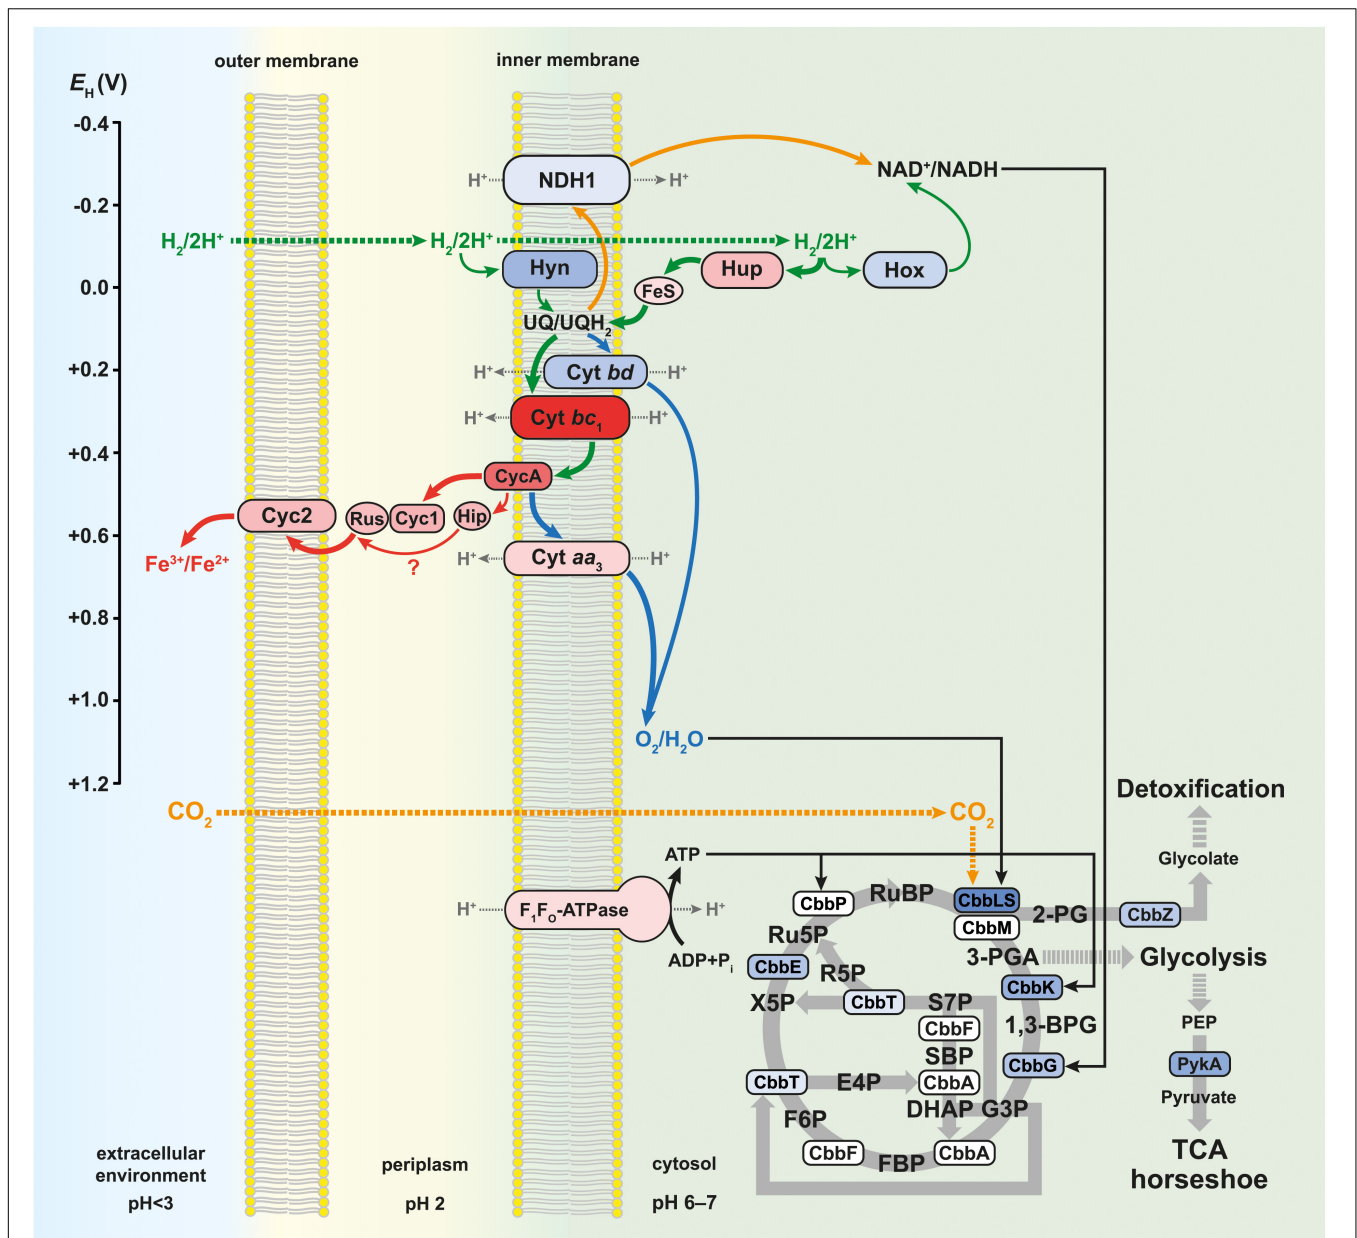 outer membrane
inner membrane
E_H (V)
-0.4
-0.2
0.0
+0.2
+0.4
+0.6
+0.8
+1.0
+1.2
H⁺
NDH1
H⁺
NAD⁺/NADH
H₂/2H⁺
H₂/2H⁺
H₂/2H⁺
Hyn
Hup
Hox
FeS
UQ/UQH₂
H⁺
Cyt bd
H⁺
H⁺
Cyt bc₁
H⁺
CycA
Cyc2
Rus
Cyc1
Hip
Fe³⁺/Fe²⁺
?
H⁺
Cyt aa₃
H⁺
O₂/H₂O
CO₂
CO₂
ATP
H⁺
F₁F₀-ATPase
H⁺
ADP+Pᵢ
Detoxification
Glycolate
CbbP
RuBP
CbbLS
CbbM
2-PG
CbbZ
Ru5P
3-PGA
Glycolysis
CbbE
R5P
CbbK
X5P
CbbT
S7P
CbbF
1,3-BPG
PEP
SBP
CbbG
PykA
CbbT
E4P
CbbA
Pyruvate
F6P
DHAP
G3P
CbbF
FBP
CbbA
TCA
horseshoe
extracellular
environment
pH<3
periplasm
pH 2
cytosol
pH 6–7